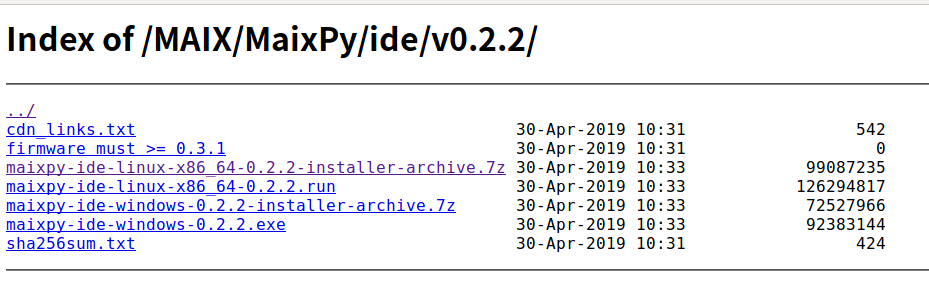 Index of /MAIX/MaixPy/ide/v0.2.2/
../
cdn_links.txt 30-Apr-2019 10:31 542
firmware must >= 0.3.1 30-Apr-2019 10:31 0
maixpy-ide-linux-x86_64-0.2.2-installer-archive.7z 30-Apr-2019 10:33 99087235
maixpy-ide-linux-x86_64-0.2.2.run 30-Apr-2019 10:33 126294817
maixpy-ide-windows-0.2.2-installer-archive.7z 30-Apr-2019 10:33 72527966
maixpy-ide-windows-0.2.2.exe 30-Apr-2019 10:33 92383144
sha256sum.txt 30-Apr-2019 10:31 424